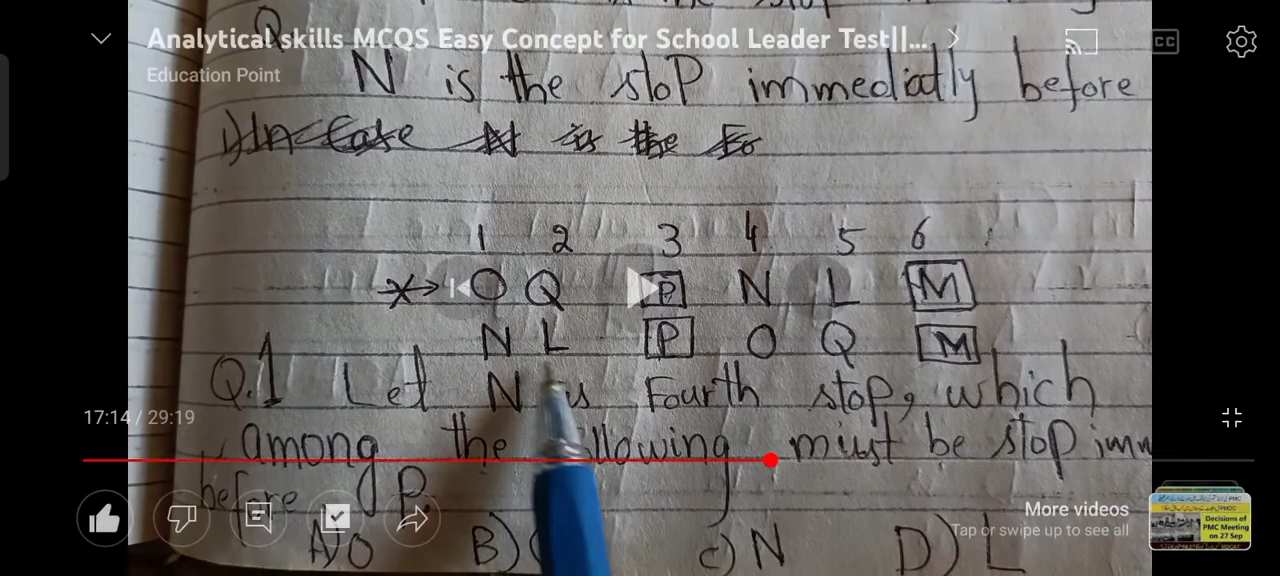 Analytical skills MCQS Easy Concept for School Leader Test||...
Education Point
CC
Q
N is the stop immediatly before
1) Incase N is the Fo
1 2 3 4 5 6
O Q P N L M
N L P O Q M
Q.1 Let N is Fourth stop, which
among the following must be stop imm
before P.
A) O B) C) N D) L
17:14 / 29:19
More videos
Tap or swipe up to see all
Decisions of PMC Meeting on 27 Sep